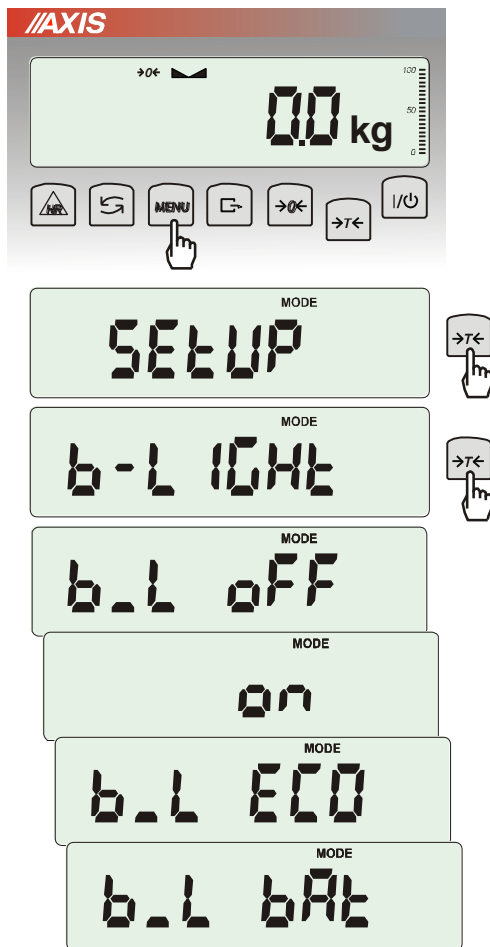 //AXIS
→0←
100
50
0
0.0 kg
HR MENU →0← →T← I/⏻
MODE
SEtUP
→T←
MODE
b-LIGHt
→T←
MODE
b_L oFF
MODE
on
MODE
b_L ECO
MODE
b_L bAt